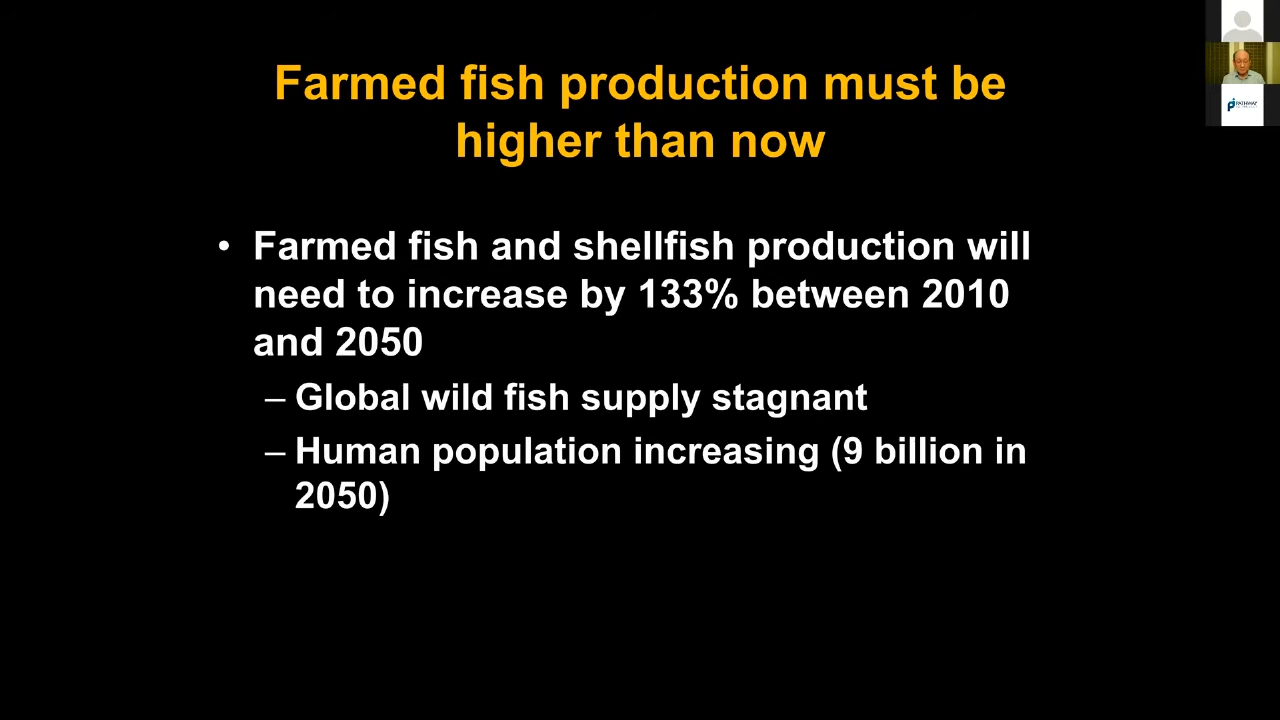 Farmed fish production must be
higher than now
• Farmed fish and shellfish production will
need to increase by 133% between 2010
and 2050
– Global wild fish supply stagnant
– Human population increasing (9 billion in
2050)
PATHWAY